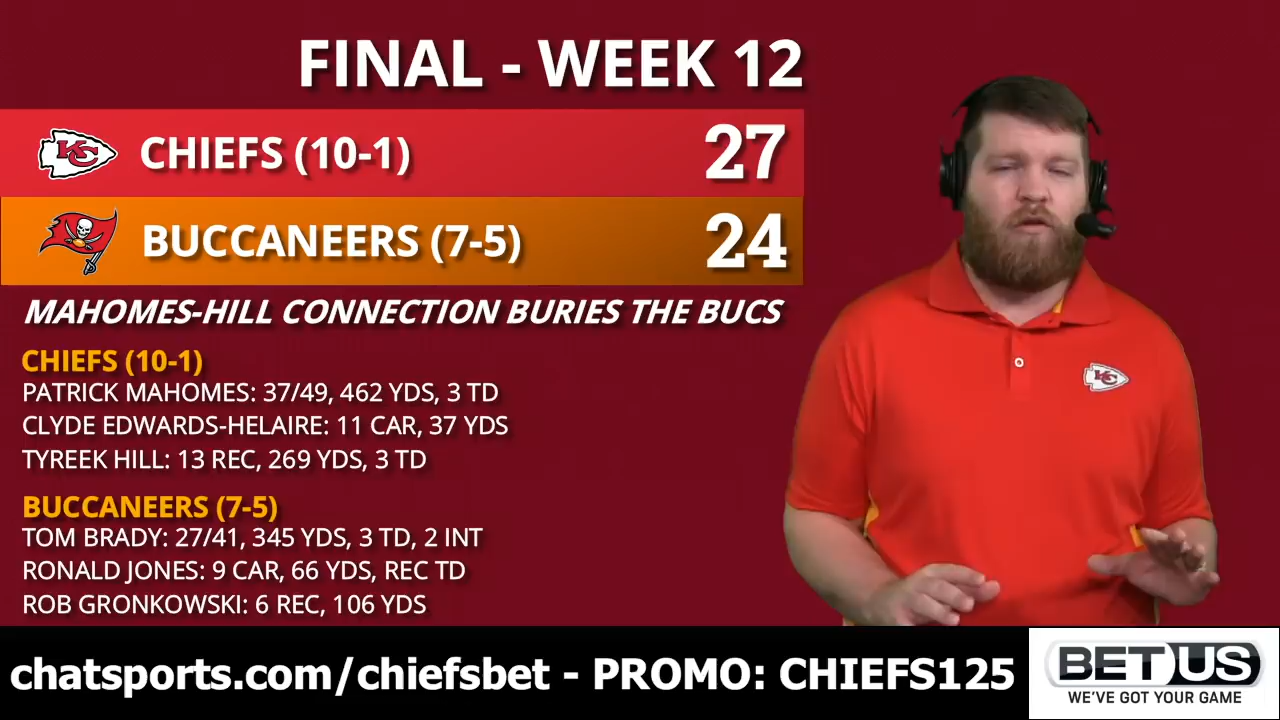 FINAL - WEEK 12
KC CHIEFS (10-1) 27
BUCCANEERS (7-5) 24
MAHOMES-HILL CONNECTION BURIES THE BUCS
CHIEFS (10-1)
PATRICK MAHOMES: 37/49, 462 YDS, 3 TD
CLYDE EDWARDS-HELAIRE: 11 CAR, 37 YDS
TYREEK HILL: 13 REC, 269 YDS, 3 TD
BUCCANEERS (7-5)
TOM BRADY: 27/41, 345 YDS, 3 TD, 2 INT
RONALD JONES: 9 CAR, 66 YDS, REC TD
ROB GRONKOWSKI: 6 REC, 106 YDS
KC
chatsports.com/chiefsbet - PROMO: CHIEFS125
BETUS
WE'VE GOT YOUR GAME